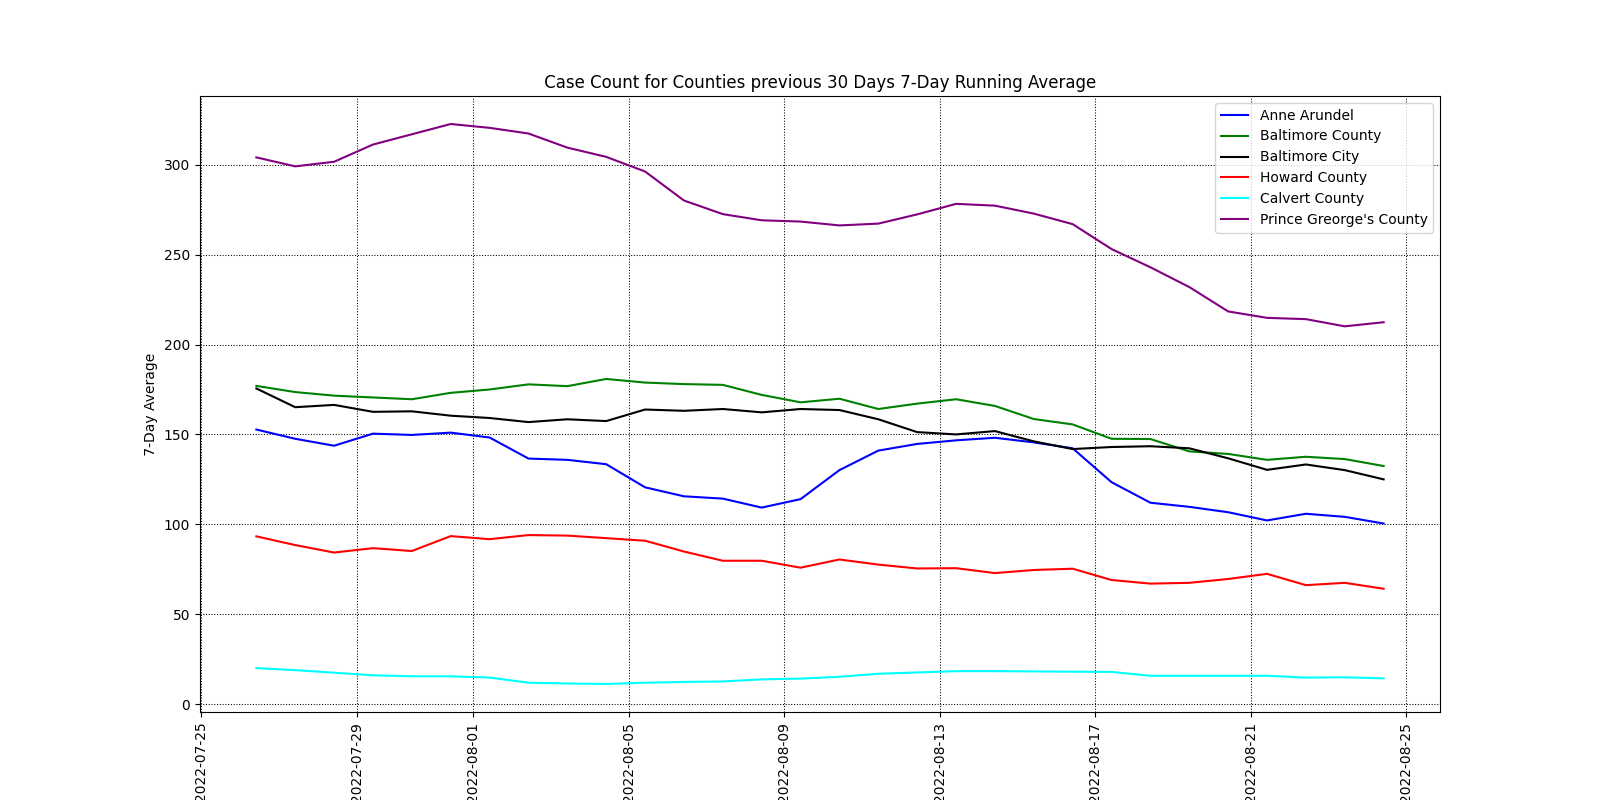 Case Count for Counties previous 30 Days 7-Day Running Average
Anne Arundel
Baltimore County
Baltimore City
Howard County
Calvert County
Prince Greorge's County
7-Day Average
300
250
200
150
100
50
0
2022-07-25
2022-07-29
2022-08-01
2022-08-05
2022-08-09
2022-08-13
2022-08-17
2022-08-21
2022-08-25